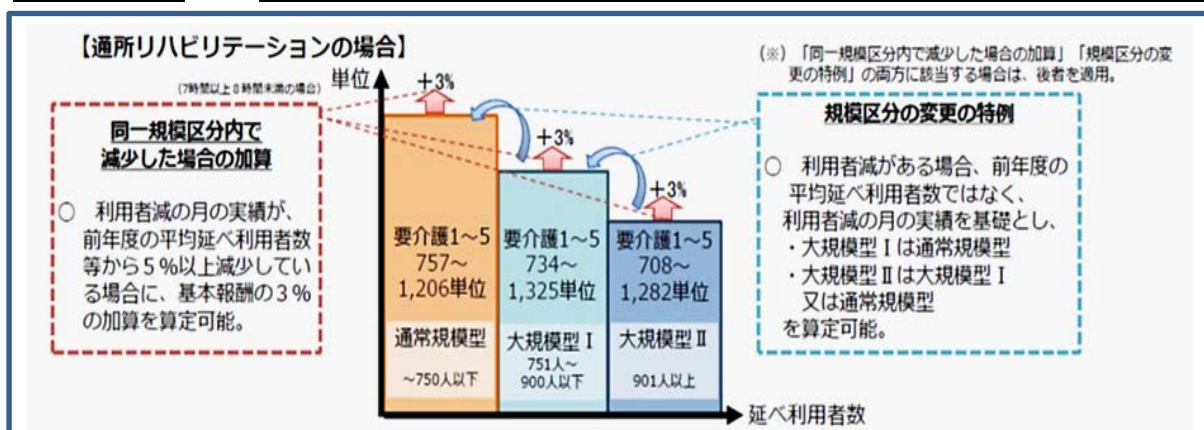 【通所リハビリテーションの場合】
(7時間以上8時間未満の場合)
単位
(※)「同一規模区分内で減少した場合の加算」「規模区分の変
更の特例」の両方に該当する場合は、後者を適用。
同一規模区分内で
減少した場合の加算
○ 利用者減の月の実績が、
前年度の平均延べ利用者数
等から5%以上減少してい
る場合に、基本報酬の3%
の加算を算定可能。
+3%
+3%
+3%
要介護1~5
757~
1,206単位
通常規模型
~750人以下
要介護1~5
734~
1,325単位
大規模型Ⅰ
751人~
900人以下
要介護1~5
708~
1,282単位
大規模型Ⅱ
901人以上
延べ利用者数
規模区分の変更の特例
○ 利用者減がある場合、前年度の
平均延べ利用者数ではなく、
利用者減の月の実績を基礎とし、
・大規模型Ⅰは通常規模型
・大規模型Ⅱは大規模型Ⅰ
又は通常規模型
を算定可能。